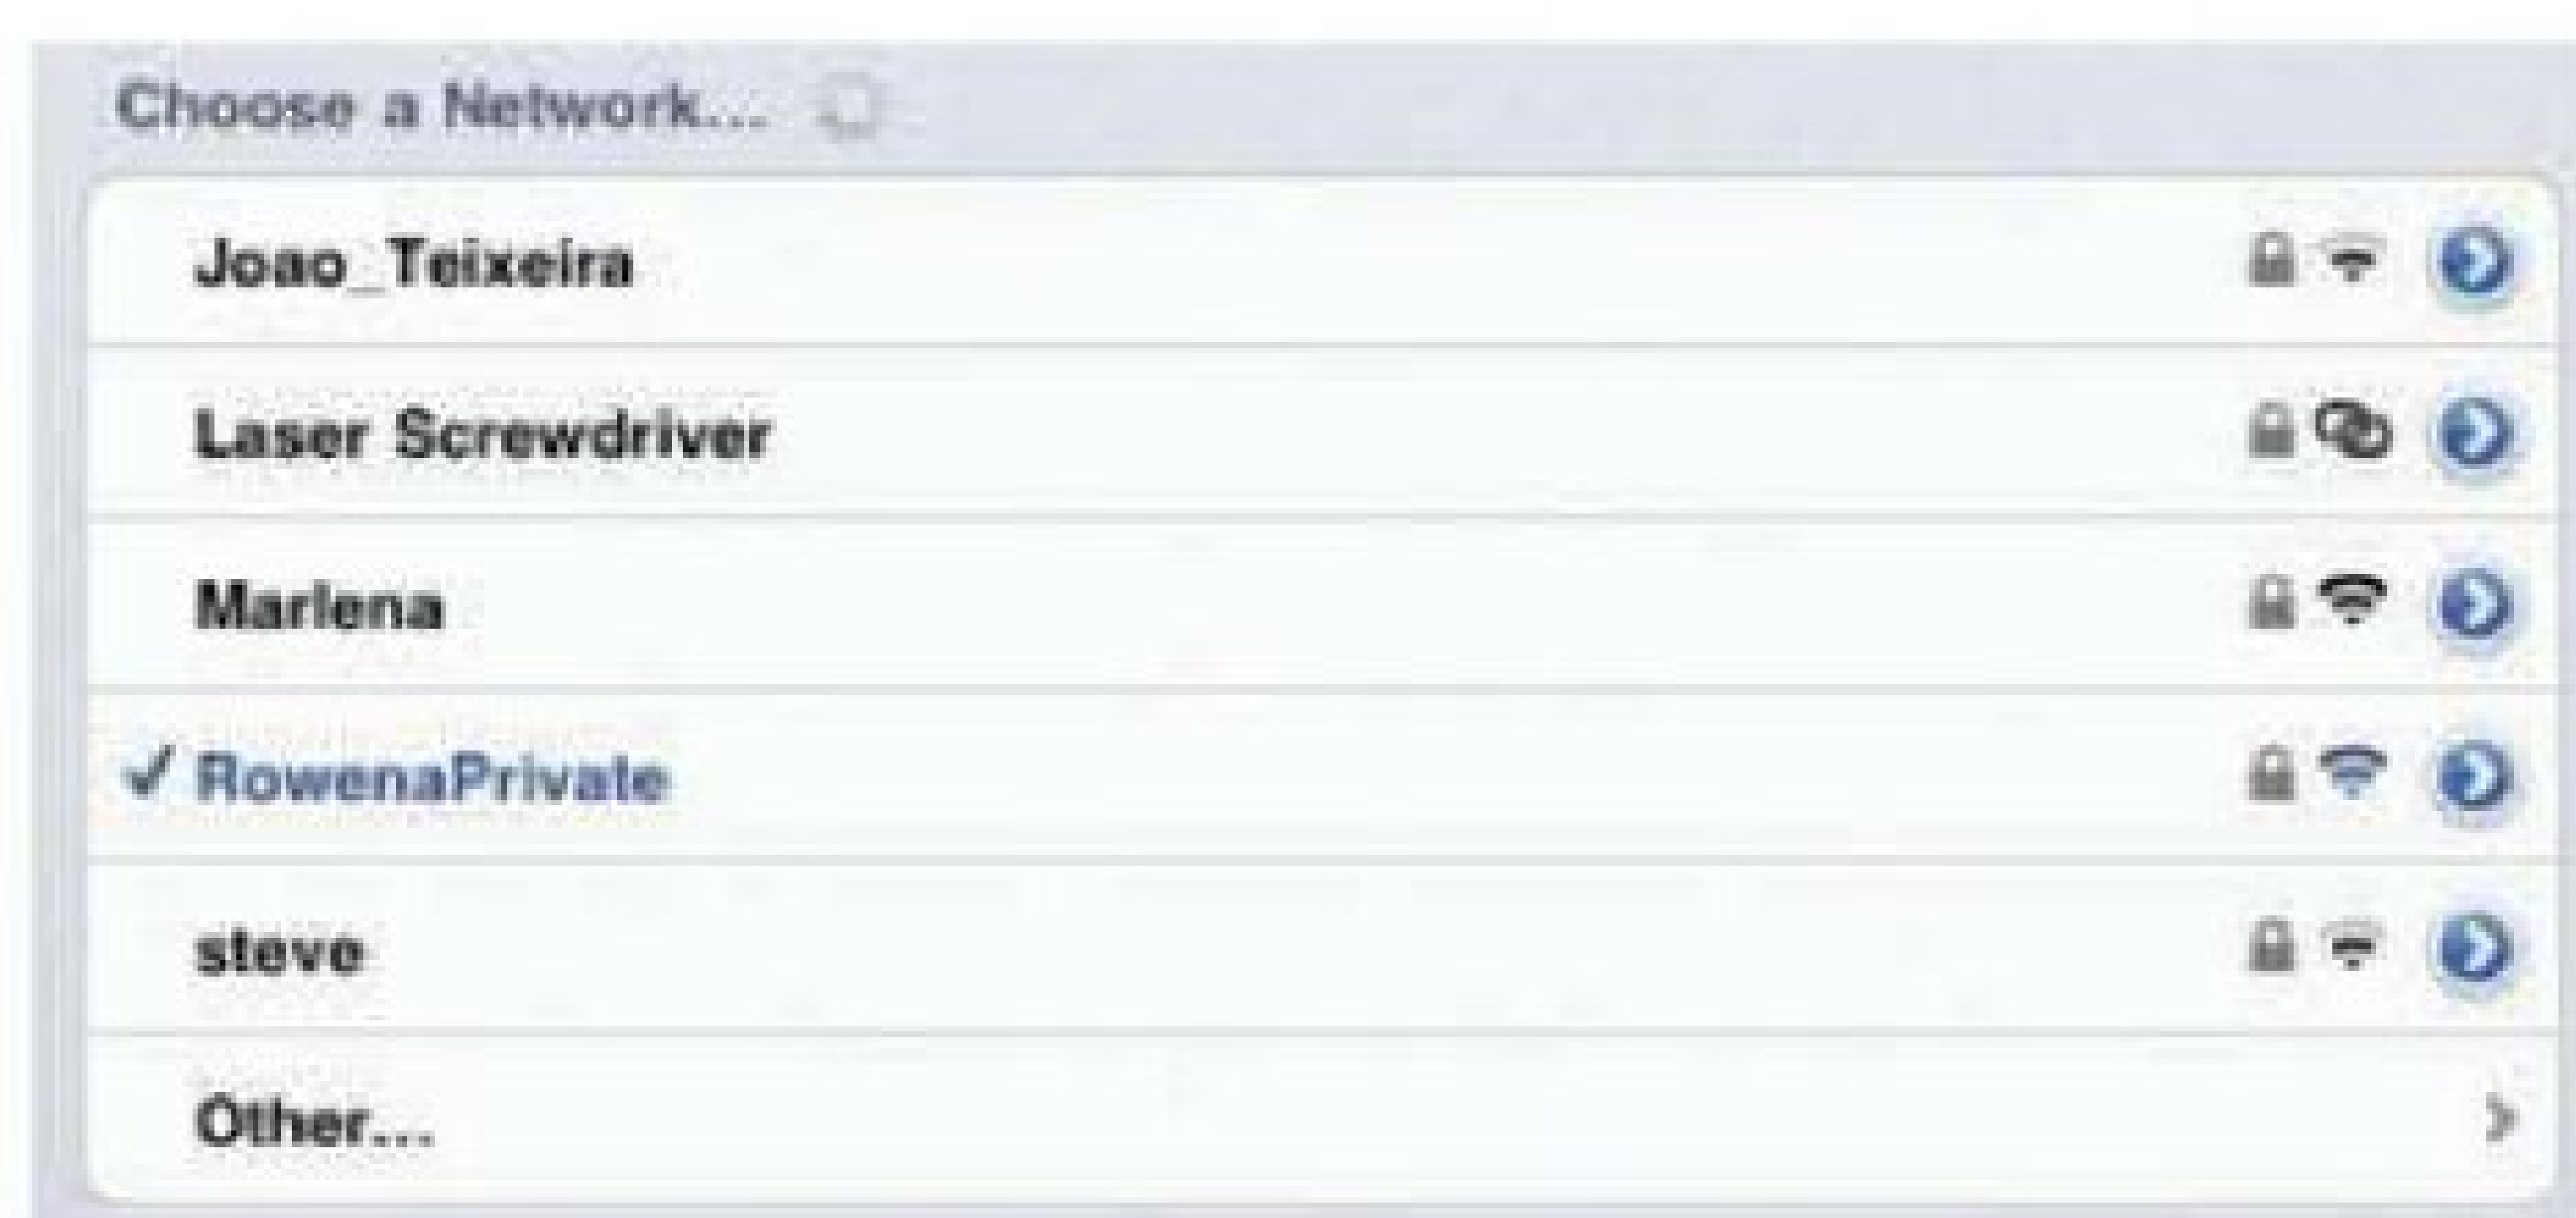 Choose a Network...
Joao_Teixeira
Laser Screwdriver
Marlena
RowenaPrivate
steve
Other...